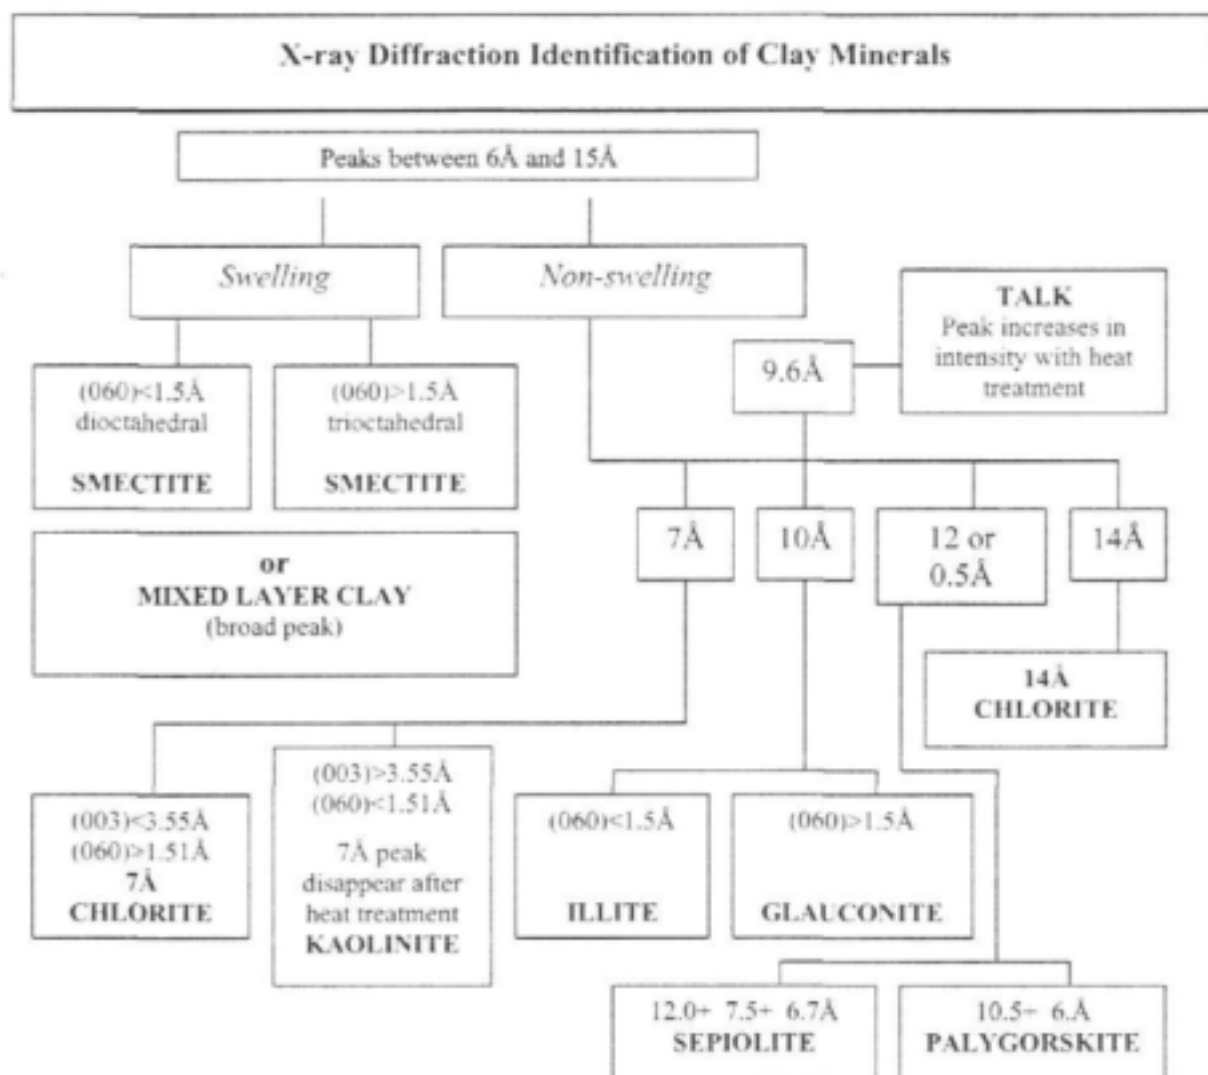 X-ray Diffraction Identification of Clay Minerals
Peaks between 6Å and 15Å
Swelling
Non-swelling
TALK
Peak increases in
intensity with heat
treatment
9.6Å
(060)<1.5Å
dioctahedral
SMECTITE
(060)>1.5Å
trioctahedral
SMECTITE
7Å
10Å
12 or
0.5Å
14Å
or
MIXED LAYER CLAY
(broad peak)
14Å
CHLORITE
(003)<3.55Å
(060)>1.51Å
7Å
CHLORITE
(003)>3.55Å
(060)<1.51Å
7Å peak
disappear after
heat treatment
KAOLINITE
(060)<1.5Å
ILLITE
(060)>1.5Å
GLAUCONITE
12.0+ 7.5+ 6.7Å
SEPIOLITE
10.5+ 6.Å
PALYGORSKITE